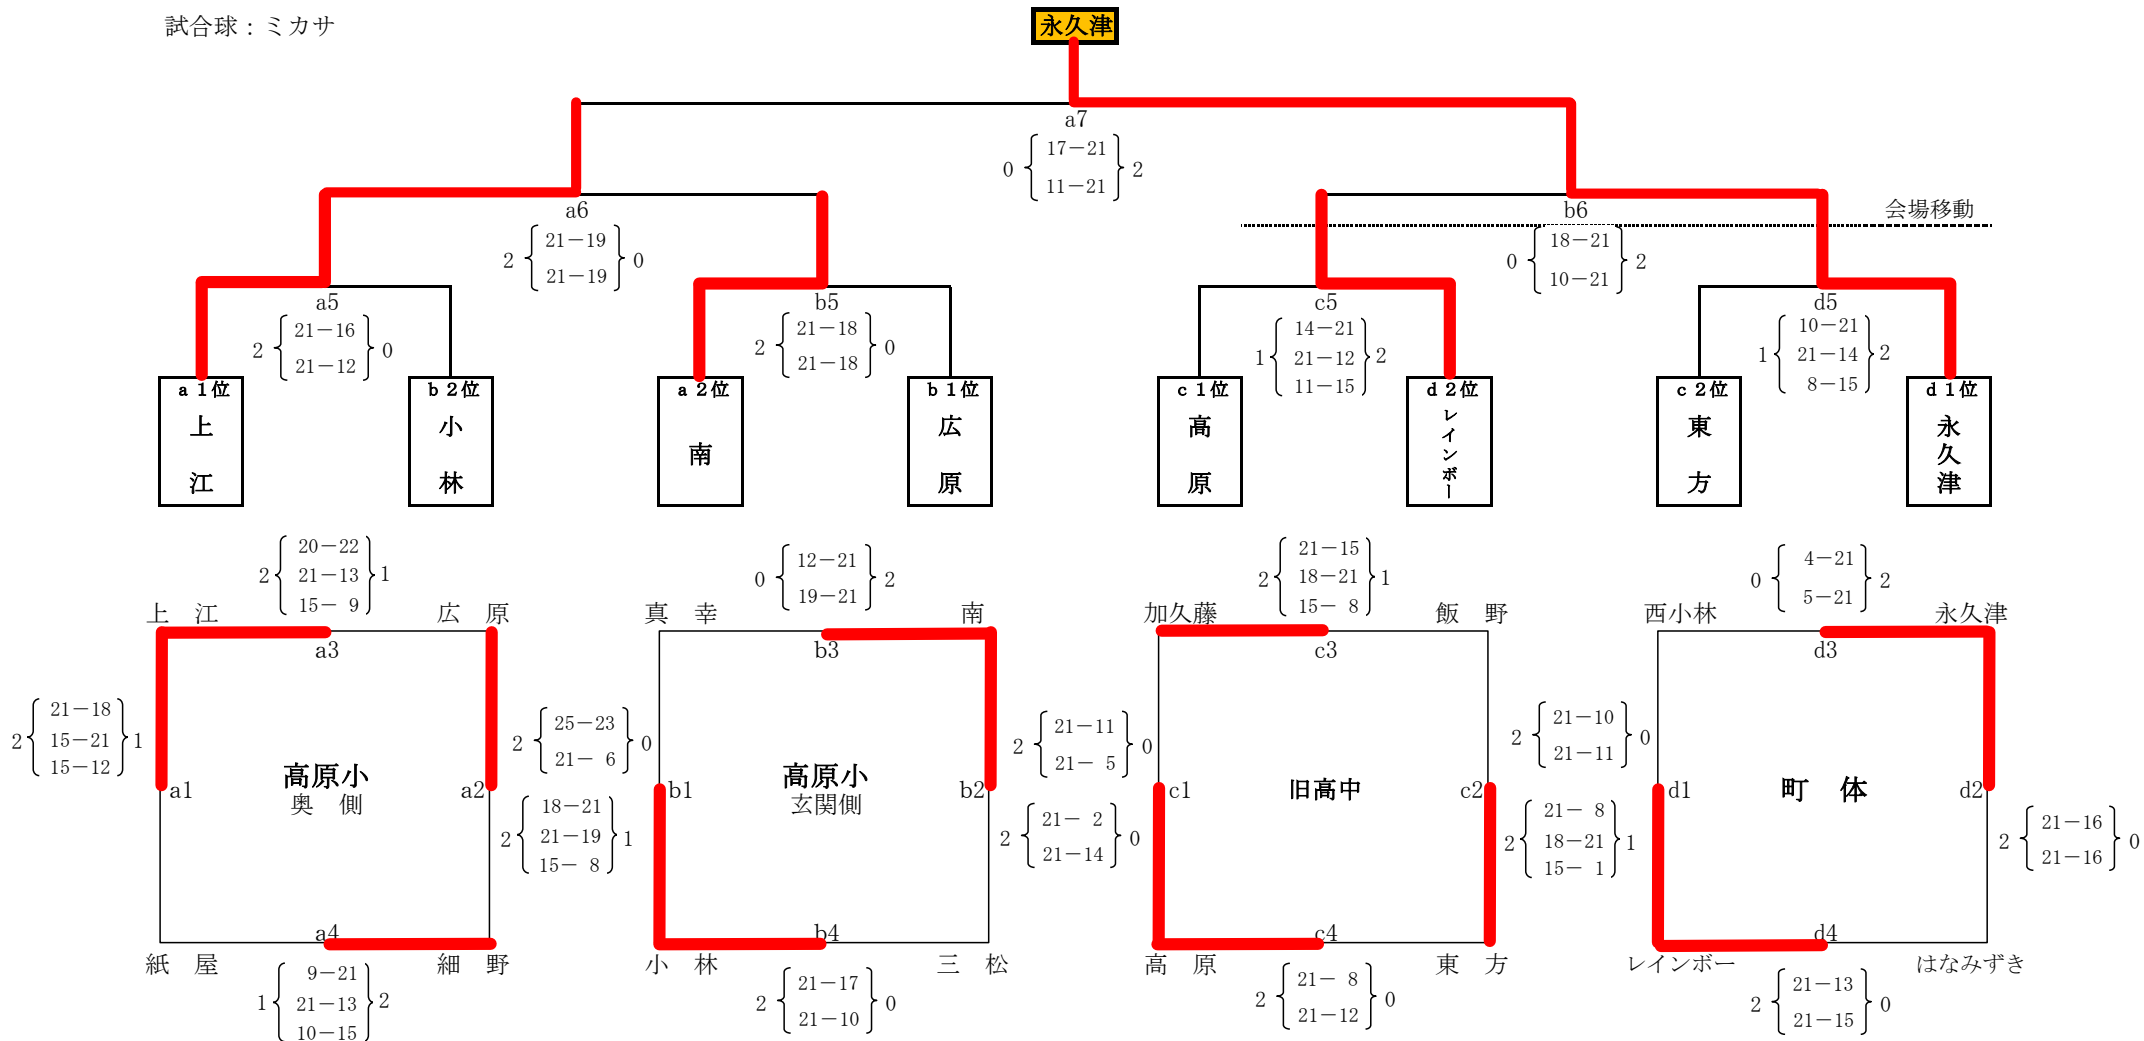 試合球：ミカサ
永久津
a7
0 17－21 2
11－21
a6
2 21－19 0
21－19
b6
会場移動
0 18－21 2
10－21
a5
2 21－16 0
21－12
b5
2 21－18 0
21－18
c5
14－21
1 21－12 2
11－15
d5
10－21
1 21－14 2
8－15
a 1位
上江
b 2位
小林
a 2位
南
b 1位
広原
c 1位
高原
d 2位
レインボー
c 2位
東方
d 1位
永久津
20－22
2 21－13 1
15－ 9
上　江
広　原
a3
21－18
2 15－21 1
15－12
a1
高原小
奥　側
a2
18－21
2 21－19 1
15－ 8
a4
紙　屋
細　野
9－21
1 21－13 2
10－15
0 12－21 2
19－21
真　幸
南
b3
2 25－23 0
21－ 6
b1
高原小
玄関側
b2
2 21－ 2 0
21－14
b4
小　林
三　松
2 21－17 0
21－10
21－15
2 18－21 1
15－ 8
加久藤
飯　野
c3
2 21－11 0
21－ 5
c1
旧高中
c2
21－ 8
2 18－21 1
15－ 1
c4
高　原
東　方
2 21－ 8 0
21－12
0 4－21 2
5－21
西小林
永久津
d3
2 21－10 0
21－11
d1
町　体
d2
2 21－16 0
21－16
d4
レインボー
はなみずき
2 21－13 0
21－15